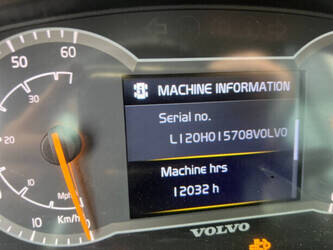 50 60
MACHINE INFORMATION
30
Serial no.
L120H015708VOLVO
20
Machine hrs
10 Mph
12032 h
10 Km/h
VOLVO